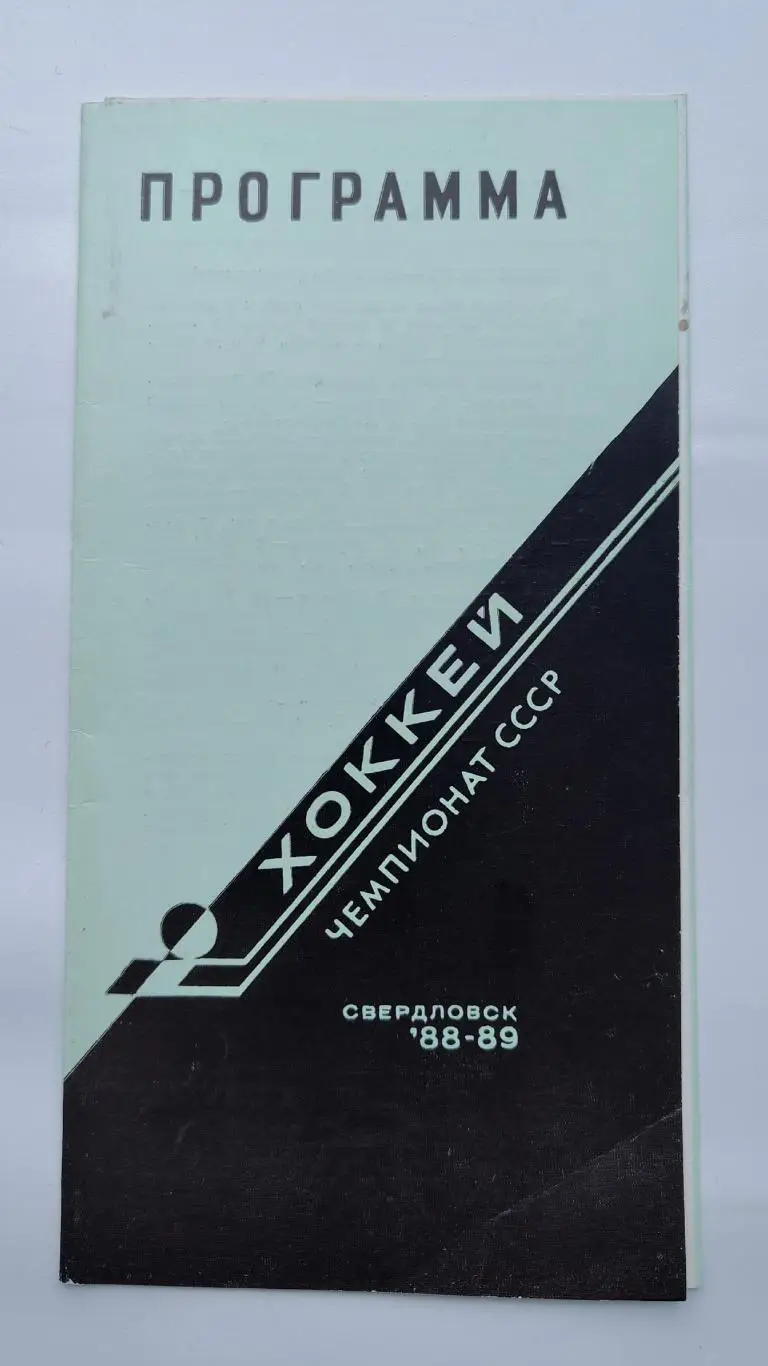 ПРОГРАММА
ХОККЕЙ
ЧЕМПИОНАТ СССР
СВЕРДЛОВСК
'88-89